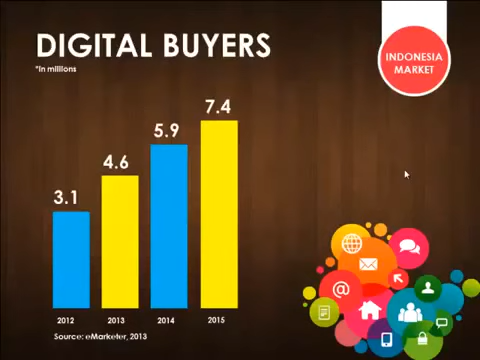 DIGITAL BUYERS
*in millions
INDONESIA
MARKET
7.4
5.9
4.6
3.1
2012
2013
2014
2015
Source: eMarketer, 2013
@